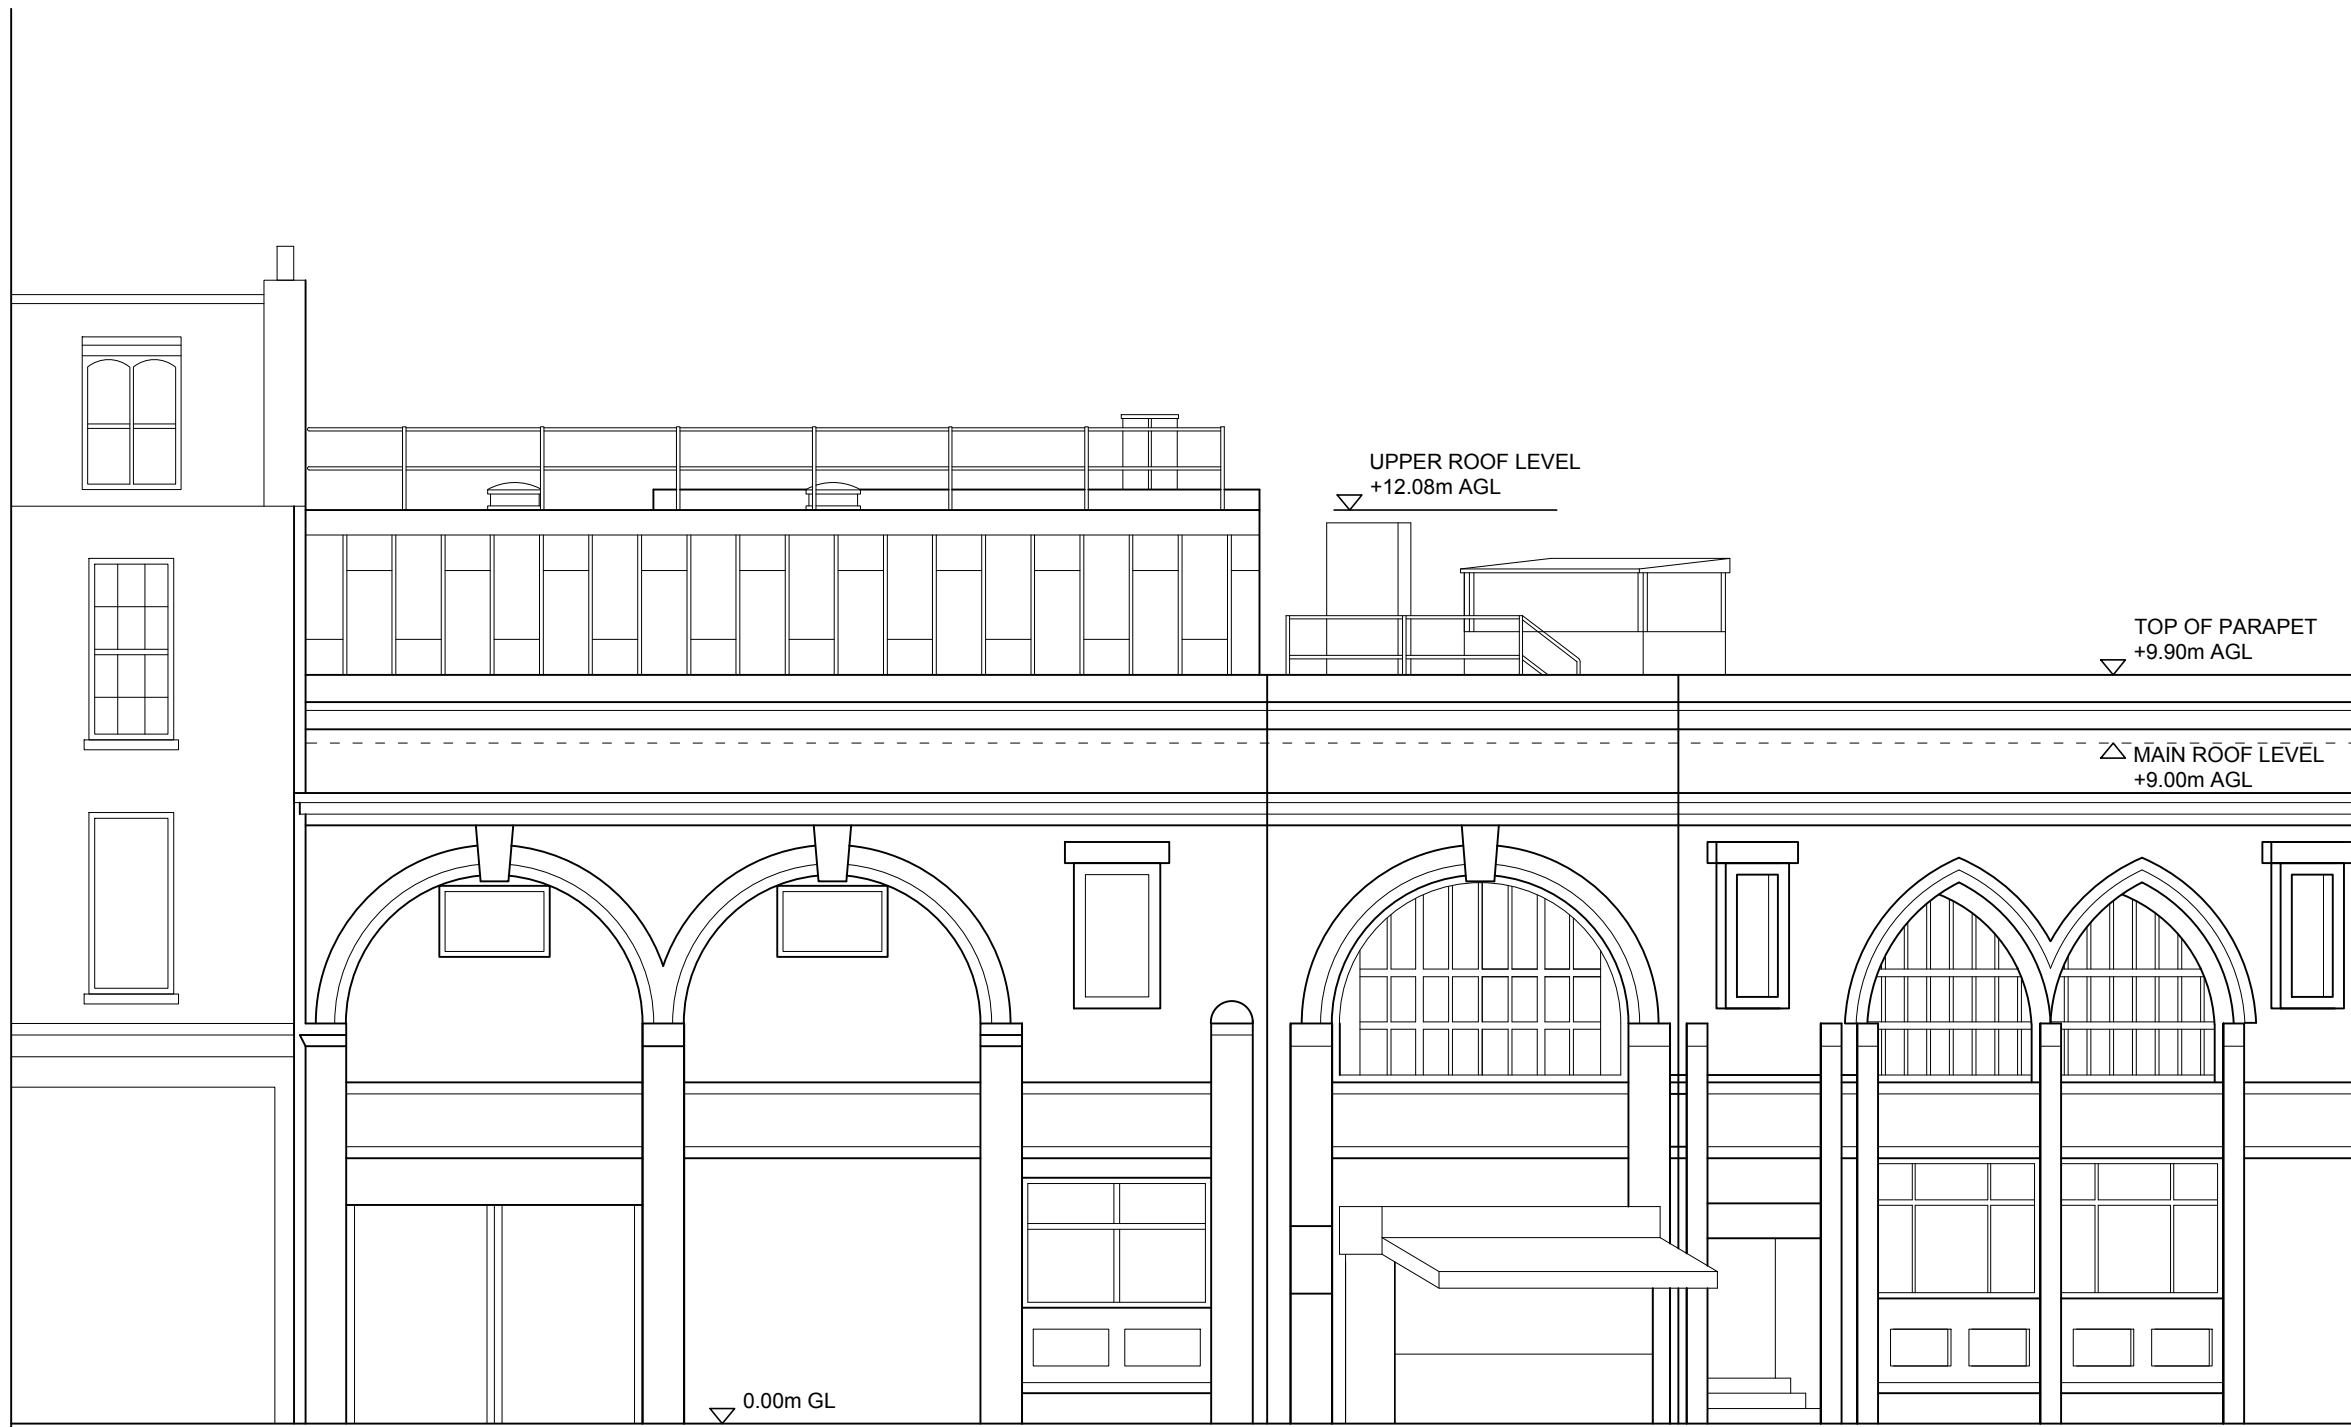 UPPER ROOF LEVEL
+12.08m AGL
TOP OF PARAPET
+9.90m AGL
MAIN ROOF LEVEL
+9.00m AGL
0.00m GL